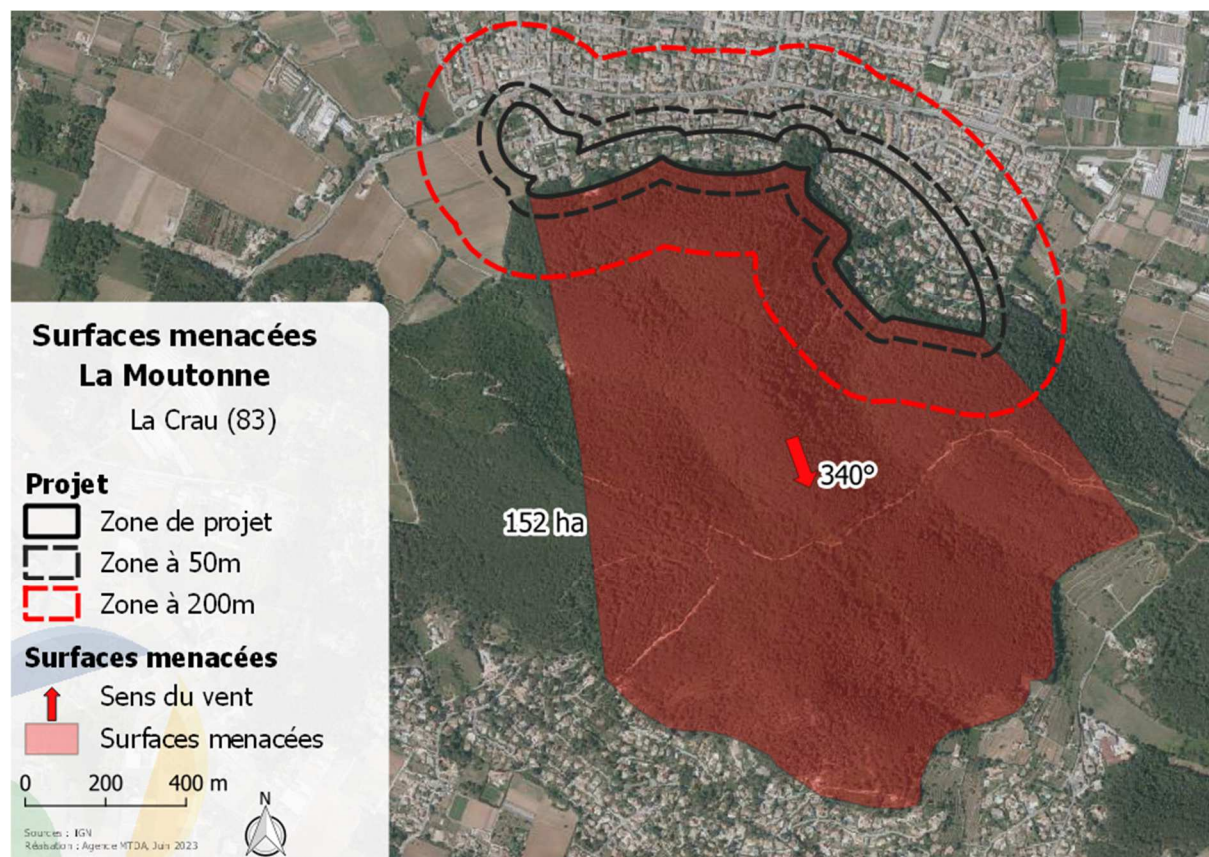 Surfaces menacées
La Moutonne
La Crau (83)
Projet
Zone de projet
Zone à 50m
Zone à 200m
Surfaces menacées
Sens du vent
Surfaces menacées
0 200 400 m
N
Sources : IGN
Réalisation : Agence MTDA, Juin 2023
340°
152 ha